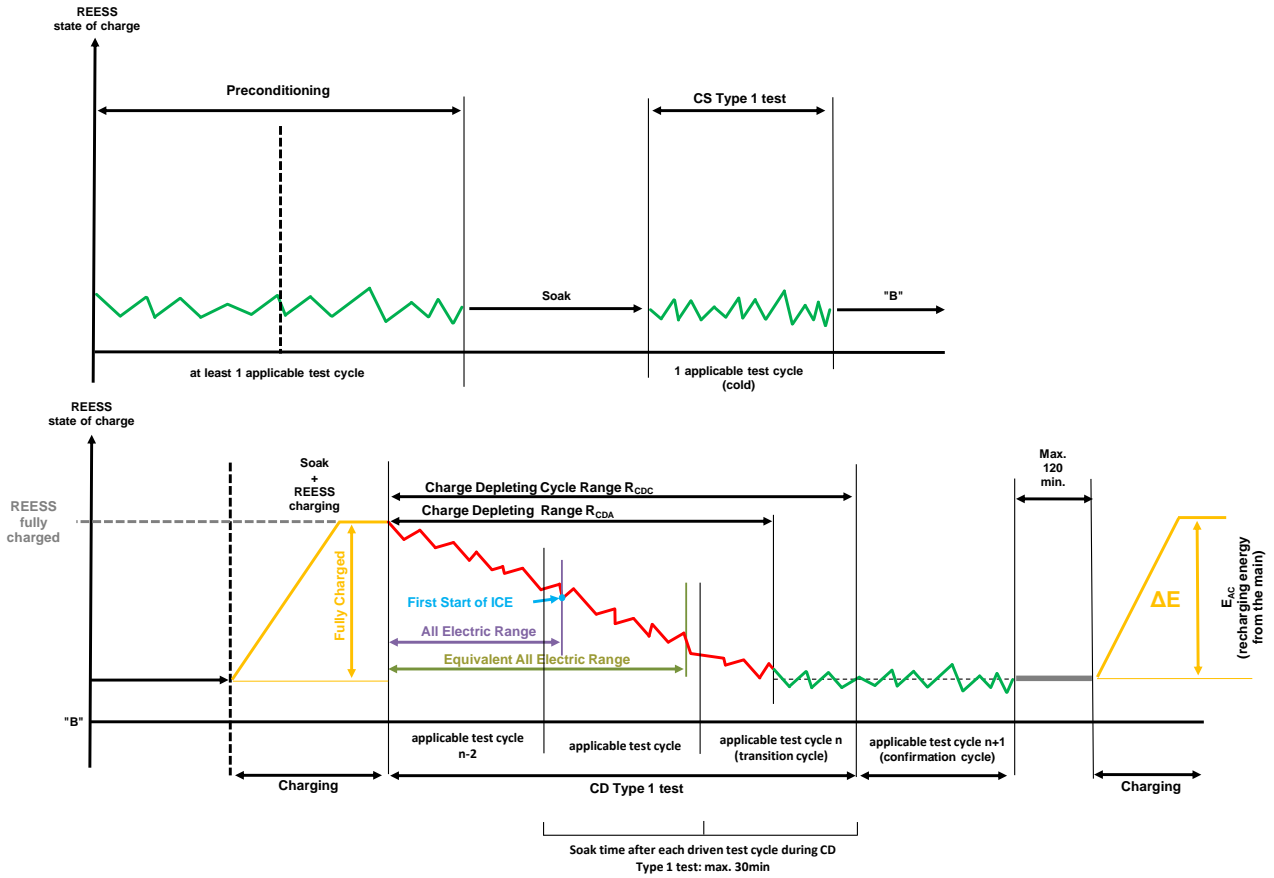 REESS
state of charge
Preconditioning
CS Type 1 test
Soak
"B"
at least 1 applicable test cycle
1 applicable test cycle
(cold)
REESS
state of charge
Soak
+
REESS
charging
Max.
120
min.
Charge Depleting Cycle Range RCDC
Charge Depleting Range RCDA
REESS
fully
charged
Fully Charged
First Start of ICE
All Electric Range
Equivalent All Electric Range
ΔE
EAC
(recharging energy
from the main)
"B"
applicable test cycle
n-2
applicable test cycle
applicable test cycle n
(transition cycle)
applicable test cycle n+1
(confirmation cycle)
Charging
CD Type 1 test
Charging
Soak time after each driven test cycle during CD
Type 1 test: max. 30min